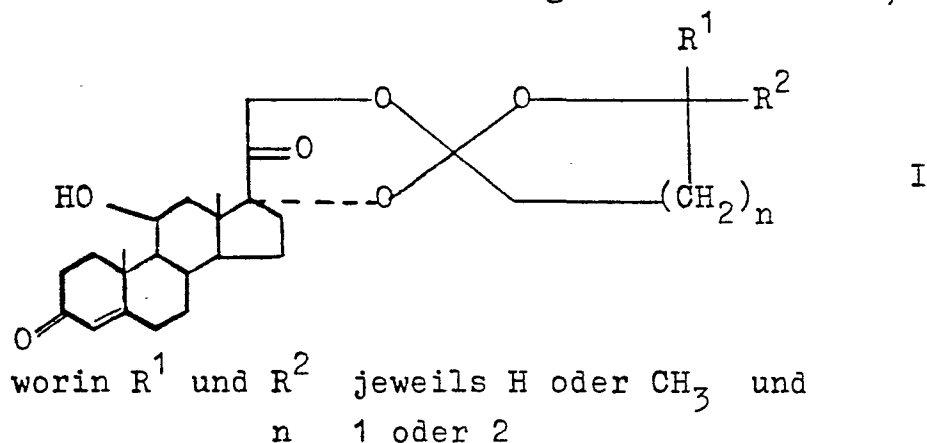 R¹
O O R²
O
HO O (CH₂)ₙ I
O
worin R¹ und R² jeweils H oder CH₃ und
n 1 oder 2